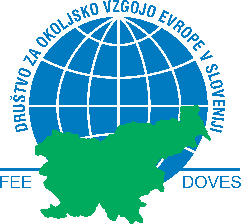 DRUŠTVO ZA OKOLJSKO VZGOJO EVROPE V SLOVENIJI
FEE DOVES